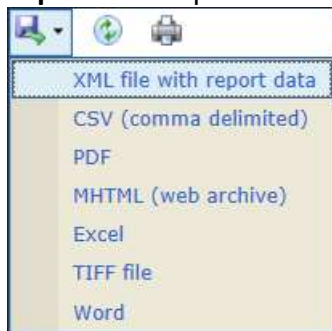 XML file with report data
CSV (comma delimited)
PDF
MHTML (web archive)
Excel
TIFF file
Word